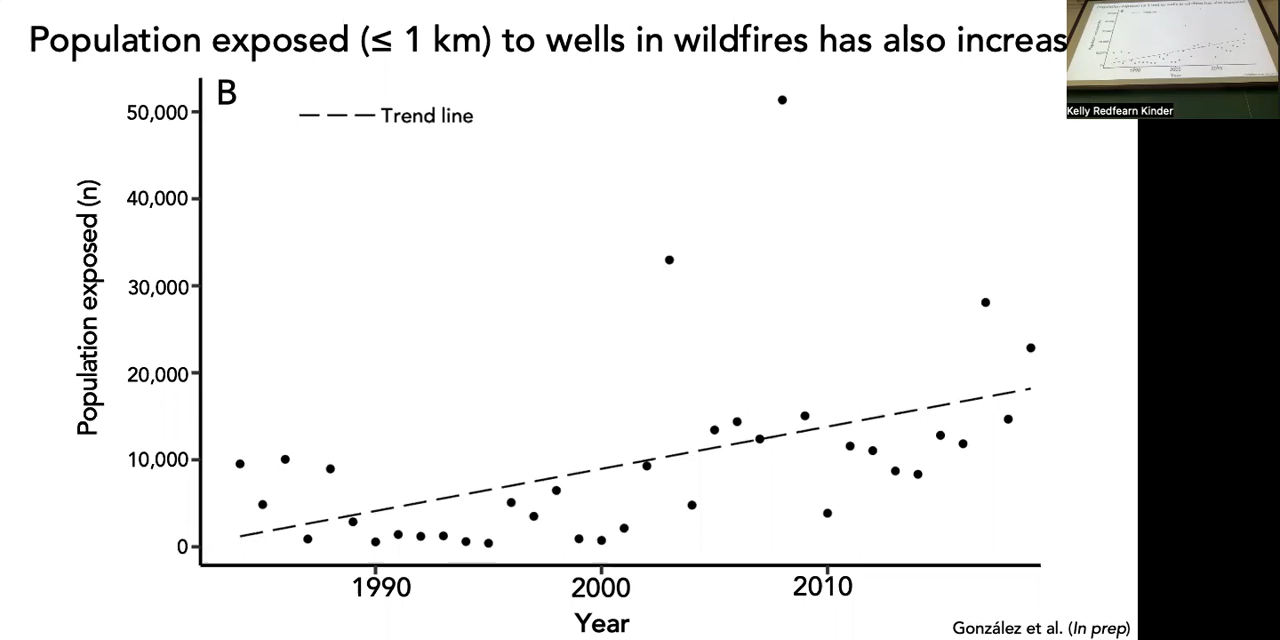 Population exposed (≤ 1 km) to wells in wildfires has also increas
Kelly Redfearn Kinder
B
Trend line
Population exposed (n)
50,000
40,000
30,000
20,000
10,000
0
1990
2000
2010
Year
González et al. (In prep)